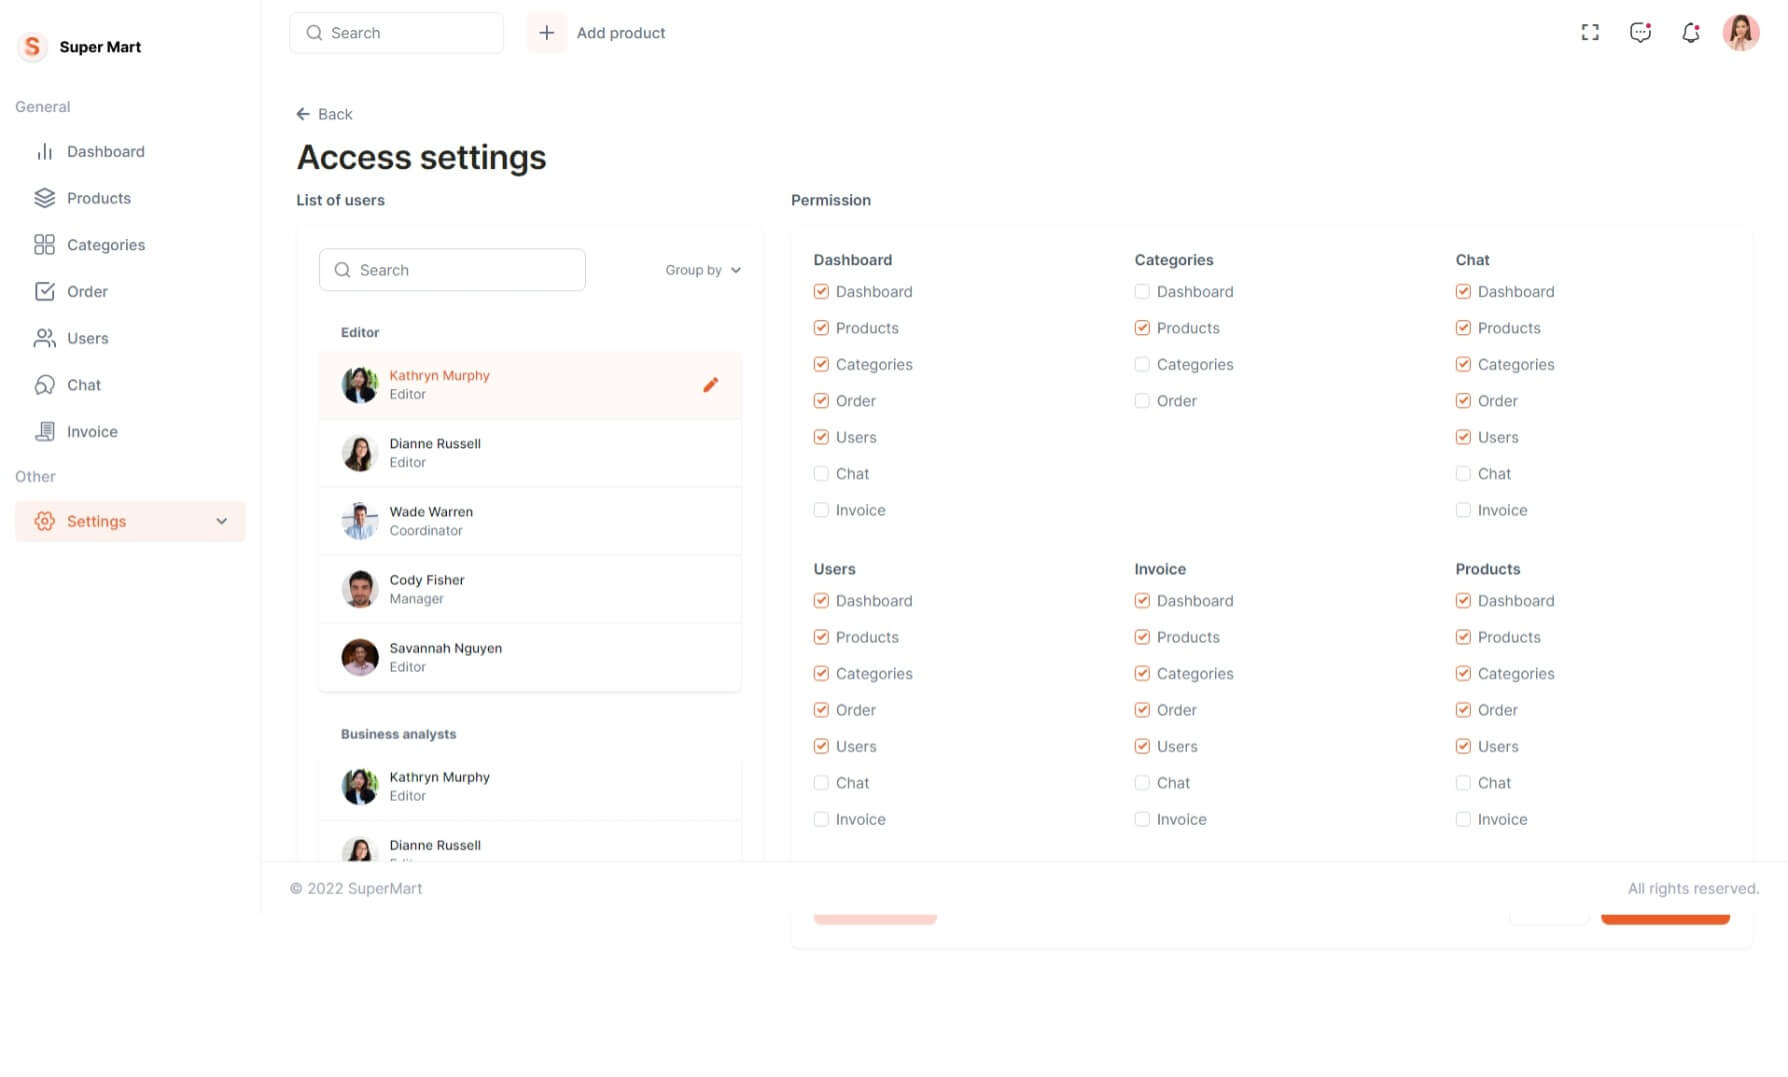 Super Mart
Search
Add product
General
Dashboard
Products
Categories
Order
Users
Chat
Invoice
Other
Settings
Back
Access settings
List of users
Search
Group by
Editor
Kathryn Murphy
Editor
Dianne Russell
Editor
Wade Warren
Coordinator
Cody Fisher
Manager
Savannah Nguyen
Editor
Business analysts
Kathryn Murphy
Editor
Dianne Russell
Permission
Dashboard
Dashboard
Products
Categories
Order
Users
Chat
Invoice
Categories
Dashboard
Products
Categories
Order
Chat
Dashboard
Products
Categories
Order
Users
Chat
Invoice
Users
Dashboard
Products
Categories
Order
Users
Chat
Invoice
Invoice
Dashboard
Products
Categories
Order
Users
Chat
Invoice
Products
Dashboard
Products
Categories
Order
Users
Chat
Invoice
© 2022 SuperMart
All rights reserved.